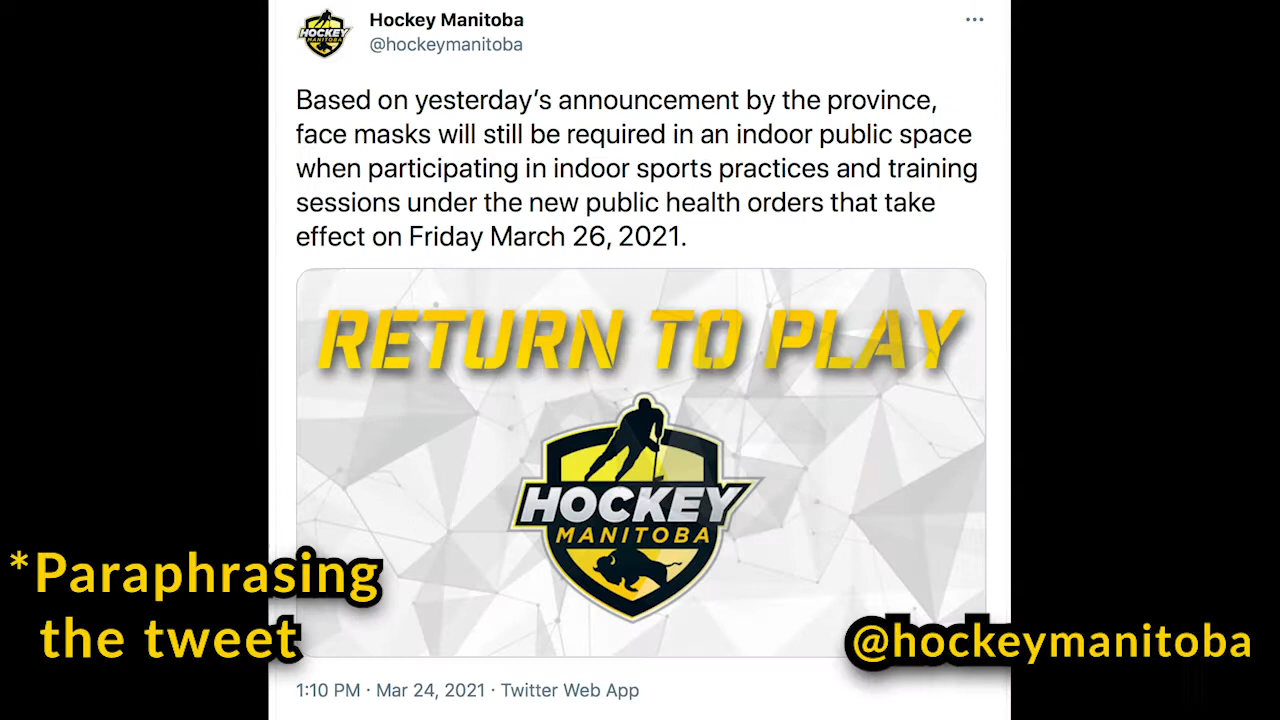 Hockey Manitoba
@hockeymanitoba
HOCKEY
MANITOBA
Based on yesterday's announcement by the province,
face masks will still be required in an indoor public space
when participating in indoor sports practices and training
sessions under the new public health orders that take
effect on Friday March 26, 2021.
RETURN TO PLAY
HOCKEY
MANITOBA
*Paraphrasing
the tweet
@hockeymanitoba
1:10 PM · Mar 24, 2021 · Twitter Web App